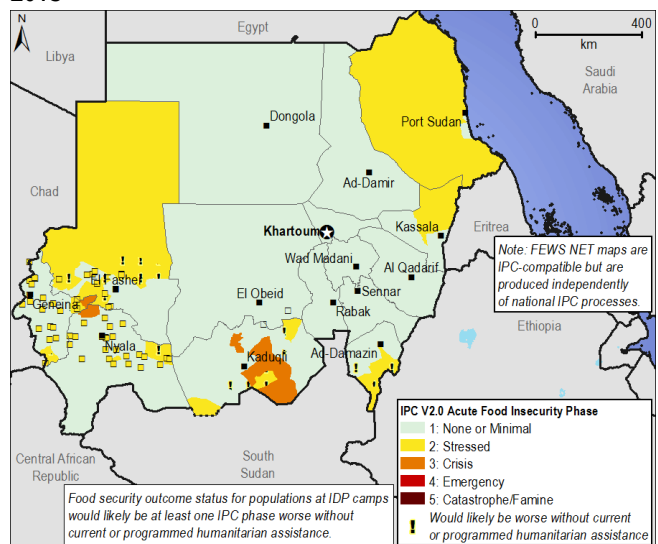 N
Egypt
0 400
km
Libya
Saudi
Arabia
Dongola
Port Sudan
Ad-Damir
Chad
Khartoum
Kassala
Eritrea
Note: FEWS NET maps are
IPC-compatible but are
produced independently
of national IPC processes.
Wad Madani
El Fasher
Al Qadarif
Geneina
El Obeid
Sennar
Rabak
Ethiopia
Nyala
Ad-Damazin
Kaduqli
IPC V2.0 Acute Food Insecurity Phase
1: None or Minimal
2: Stressed
3: Crisis
4: Emergency
5: Catastrophe/Famine
! Would likely be worse without current
or programmed humanitarian assistance
Central African
Republic
South
Sudan
Food security outcome status for populations at IDP camps
would likely be at least one IPC phase worse without
current or programmed humanitarian assistance.